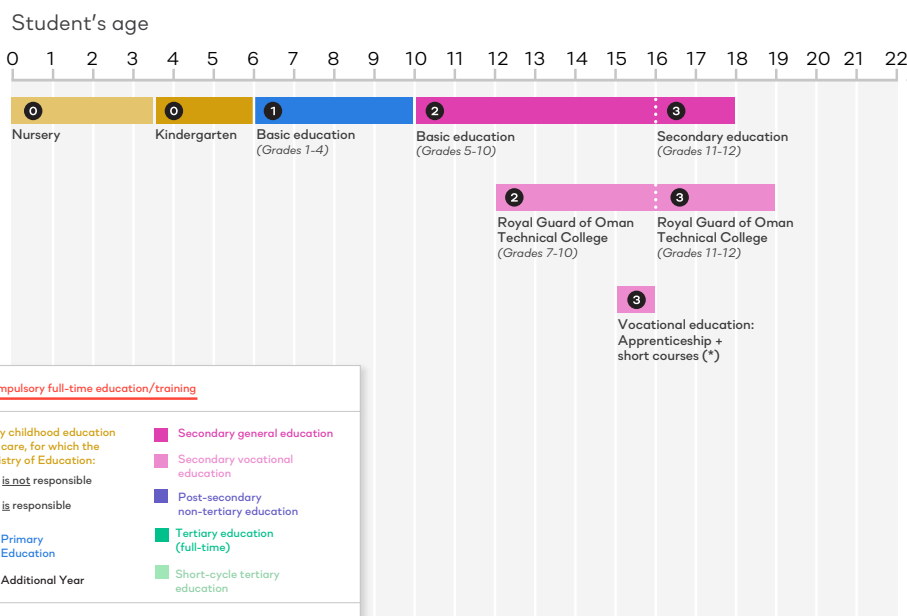 Student's age
0 1 2 3 4 5 6 7 8 9 10 11 12 13 14 15 16 17 18 19 20 21 22
0 0 1 2 3
Nursery Kindergarten Basic education Basic education Secondary education
(Grades 1-4) (Grades 5-10) (Grades 11-12)
2 3
Royal Guard of Oman Royal Guard of Oman
Technical College Technical College
(Grades 7-10) (Grades 11-12)
3
Vocational education:
Apprenticeship +
short courses (*)
mpulsory full-time education/training
y childhood education
care, for which the
istry of Education:
is not responsible
is responsible
Primary
Education
Additional Year
Secondary general education
Secondary vocational
education
Post-secondary
non-tertiary education
Tertiary education
(full-time)
Short-cycle tertiary
education